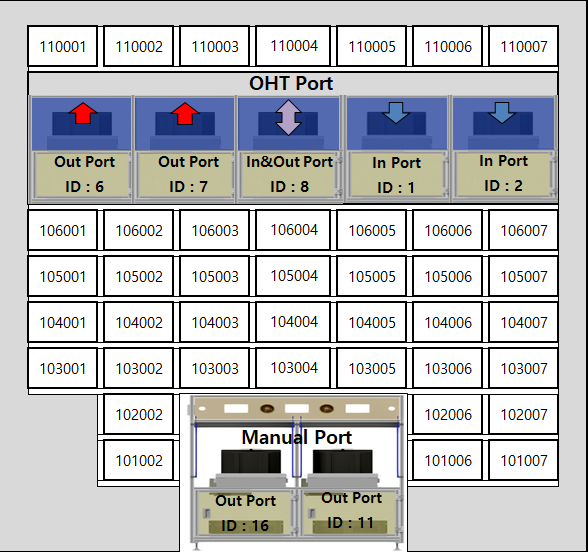 110001 110002 110003 110004 110005 110006 110007
OHT Port
Out Port Out Port In&Out Port In Port In Port
ID : 6 ID : 7 ID : 8 ID : 1 ID : 2
106001 106002 106003 106004 106005 106006 106007
105001 105002 105003 105004 105005 105006 105007
104001 104002 104003 104004 104005 104006 104007
103001 103002 103003 103004 103005 103006 103007
102002 102006 102007
Manual Port
101002 101006 101007
Out Port Out Port
ID : 16 ID : 11